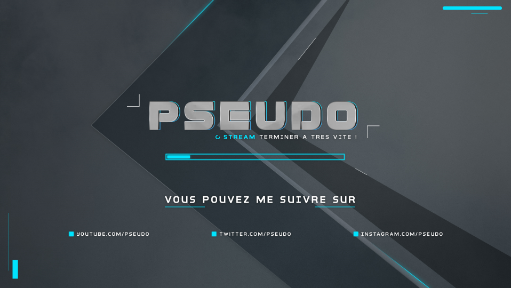 PSEUDO
STREAM TERMINER A TRES VITE !
VOUS POUVEZ ME SUIVRE SUR
YOUTUBE.COM/PSEUDO
TWITTER.COM/PSEUDO
INSTAGRAM.COM/PSEUDO